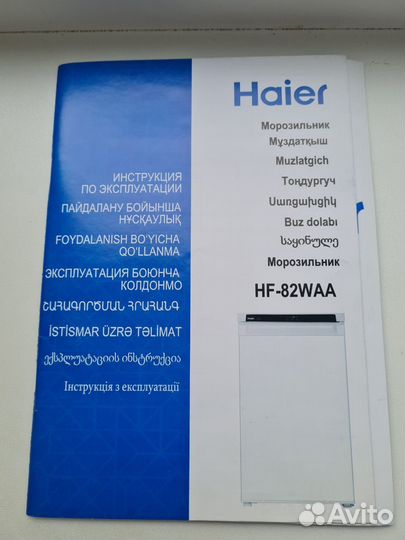 Haier
Морозильник
Мұздатқыш
Muzlatgich
Тоңдургуч
Սառցախցիկ
Buz dolabı
საყინულე
Морозильник
HF-82WAA
ИНСТРУКЦИЯ
ПО ЭКСПЛУАТАЦИИ
ПАЙДАЛАНУ БОЙЫНША
НҰСҚАУЛЫҚ
FOYDALANISH BO'YICHA
QO'LLANMA
ЭКСПЛУАТАЦИЯ БОЮНЧА
КОЛДОНМО
ՇԱՀԱԳՈՐԾՄԱՆ ՀՐԱՀԱՆԳ
İSTİSMAR ÜZRƏ TƏLİMAT
ექსპლუატაციის ინსტრუქცია
Інструкція з експлуатації
Avito